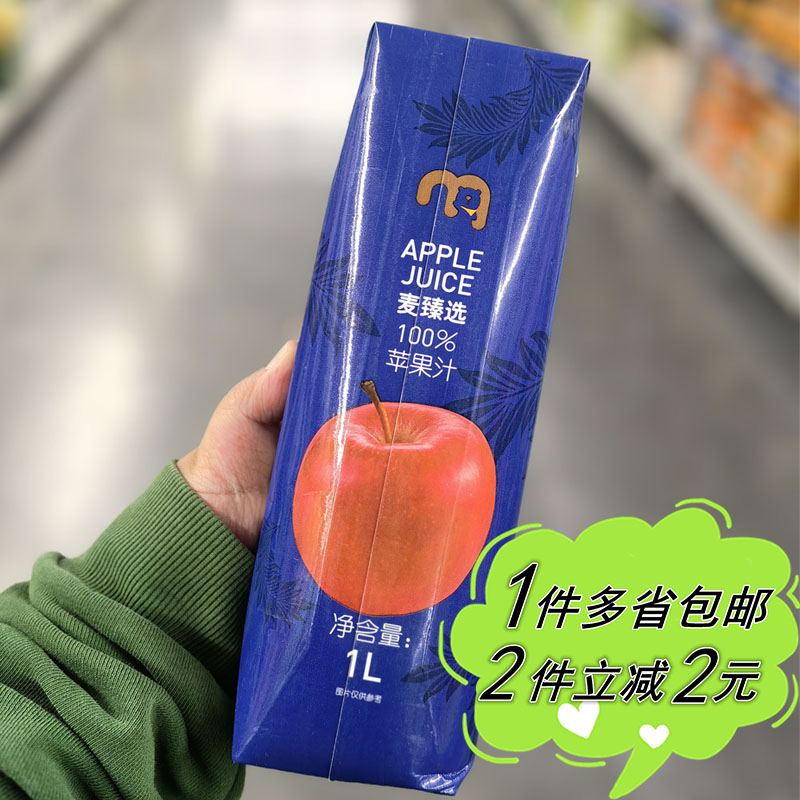 APPLE
JUICE
麦臻选
100%
苹果汁
净含量:
1L
图片仅供参考
1件多省包邮
2件立减2元